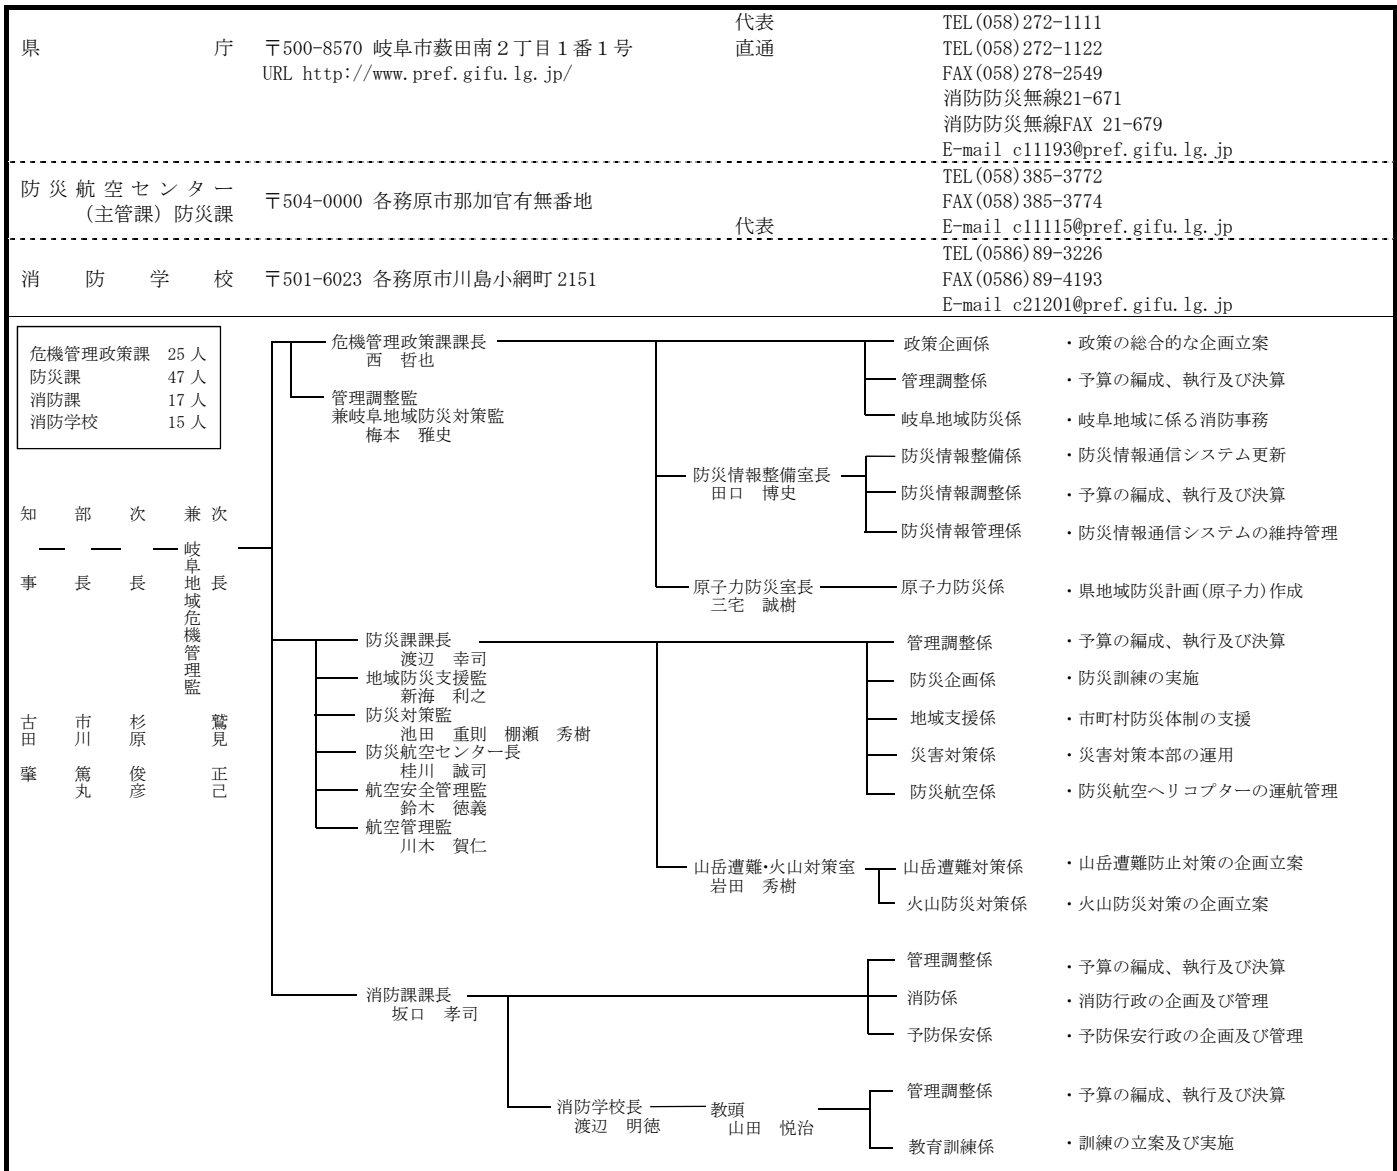 県庁 〒500-8570 岐阜市薮田南２丁目１番１号
URL http://www.pref.gifu.lg.jp/
代表 TEL(058)272-1111
直通 TEL(058)272-1122
FAX(058)278-2549
消防防災無線21-671
消防防災無線FAX 21-679
E-mail c11193@pref.gifu.lg.jp
防災航空センター
(主管課) 防災課
〒504-0000 各務原市那加官有無番地
TEL(058)385-3772
FAX(058)385-3774
代表 E-mail c11115@pref.gifu.lg.jp
消防学校 〒501-6023 各務原市川島小網町 2151
TEL(0586)89-3226
FAX(0586)89-4193
E-mail c21201@pref.gifu.lg.jp
危機管理政策課 25 人
防災課 47 人
消防課 17 人
消防学校 15 人
知事 古田 肇
部長 市川 篤丸
次長 杉原 俊彦
次長 鷲見 正己
兼岐阜地域危機管理監
危機管理政策課課長
西 哲也
管理調整監
兼岐阜地域防災対策監
梅本 雅史
政策企画係 ・政策の総合的な企画立案
管理調整係 ・予算の編成、執行及び決算
岐阜地域防災係 ・岐阜地域に係る消防事務
防災情報整備室長
田口 博史
防災情報整備係 ・防災情報通信システム更新
防災情報調整係 ・予算の編成、執行及び決算
防災情報管理係 ・防災情報通信システムの維持管理
原子力防災室長
三宅 誠樹
原子力防災係 ・県地域防災計画(原子力)作成
防災課課長
渡辺 幸司
地域防災支援監
新海 利之
防災対策監
池田 重則 棚瀬 秀樹
防災航空センター長
桂川 誠司
航空安全管理監
鈴木 徳義
航空管理監
川木 賀仁
管理調整係 ・予算の編成、執行及び決算
防災企画係 ・防災訓練の実施
地域支援係 ・市町村防災体制の支援
災害対策係 ・災害対策本部の運用
防災航空係 ・防災航空ヘリコプターの運航管理
山岳遭難・火山対策室
岩田 秀樹
山岳遭難対策係 ・山岳遭難防止対策の企画立案
火山防災対策係 ・火山防災対策の企画立案
消防課課長
坂口 孝司
管理調整係 ・予算の編成、執行及び決算
消防係 ・消防行政の企画及び管理
予防保安係 ・予防保安行政の企画及び管理
消防学校長
渡辺 明徳
教頭
山田 悦治
管理調整係 ・予算の編成、執行及び決算
教育訓練係 ・訓練の立案及び実施